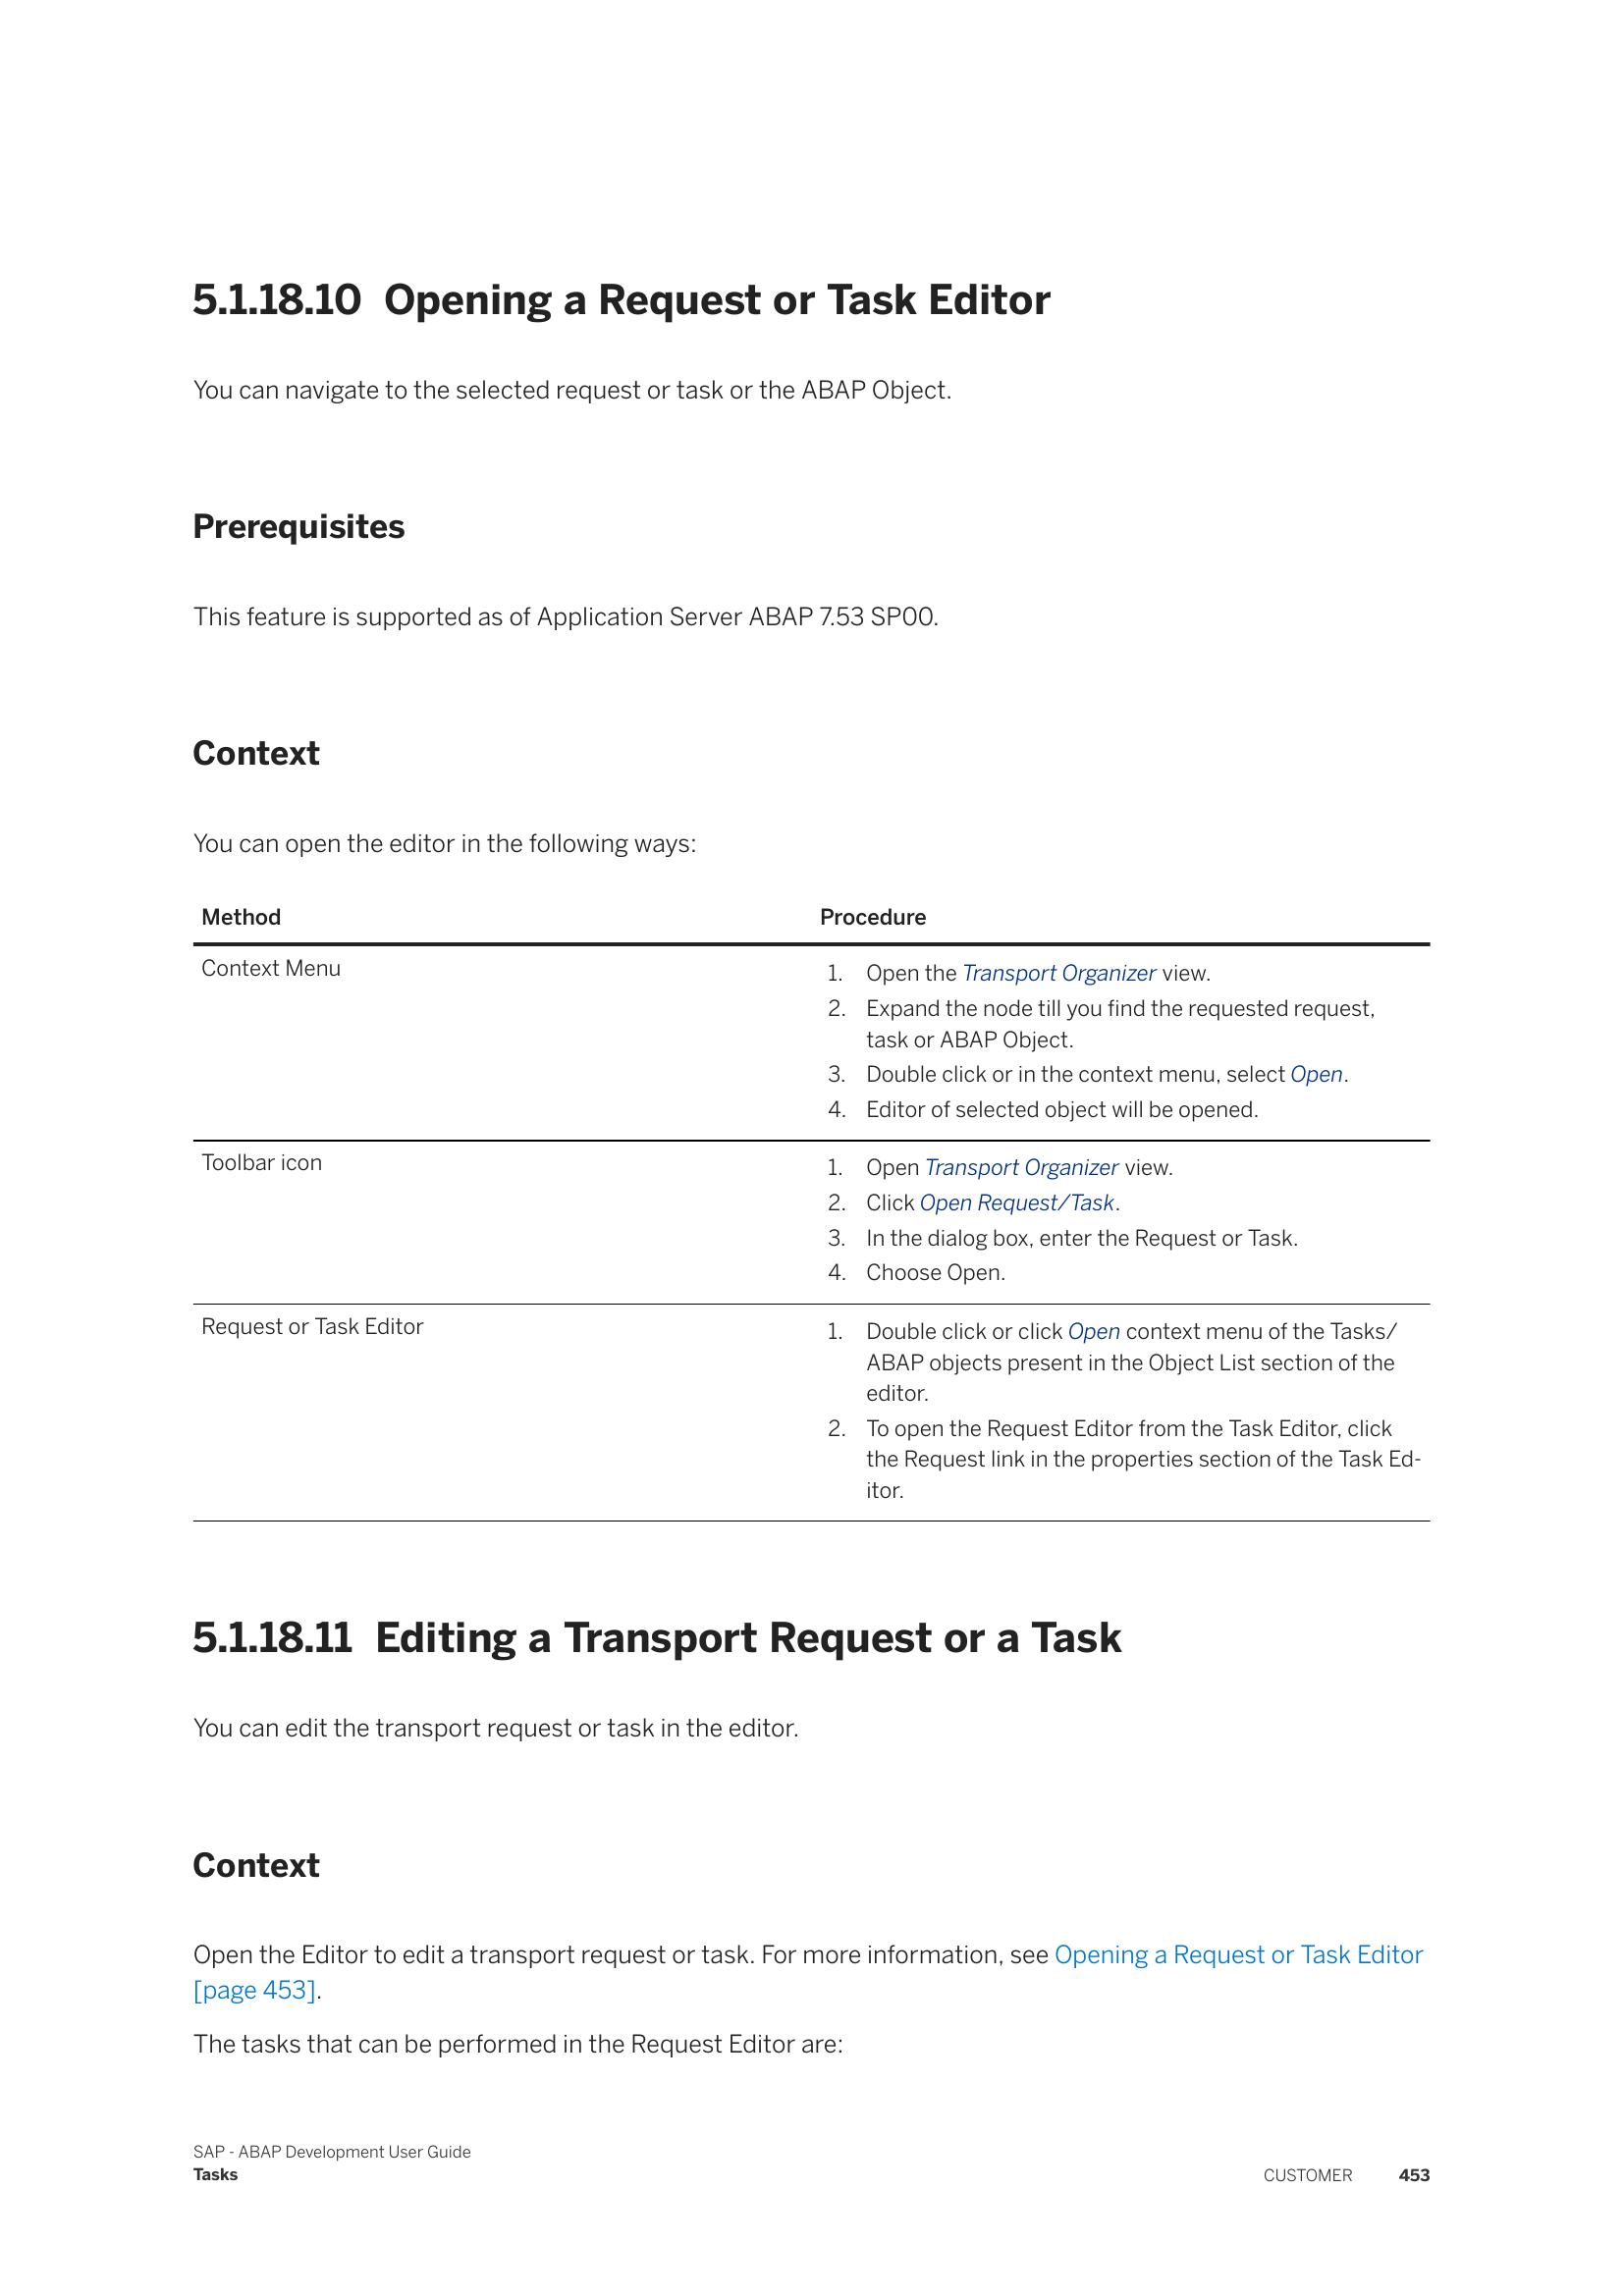 5.1.18.10 Opening a Request or Task Editor
You can navigate to the selected request or task or the ABAP Object.
Prerequisites
This feature is supported as of Application Server ABAP 7.53 SP00.
Context
You can open the editor in the following ways:
Method Procedure
Context Menu
1. Open the Transport Organizer view.
2. Expand the node till you find the requested request,
task or ABAP Object.
3. Double click or in the context menu, select Open.
4. Editor of selected object will be opened.
Toolbar icon
1. Open Transport Organizer view.
2. Click Open Request/Task.
3. In the dialog box, enter the Request or Task.
4. Choose Open.
Request or Task Editor
1. Double click or click Open context menu of the Tasks/
ABAP objects present in the Object List section of the
editor.
2. To open the Request Editor from the Task Editor, click
the Request link in the properties section of the Task Ed-
itor.
5.1.18.11 Editing a Transport Request or a Task
You can edit the transport request or task in the editor.
Context
Open the Editor to edit a transport request or task. For more information, see Opening a Request or Task Editor
[page 453].
The tasks that can be performed in the Request Editor are:
SAP - ABAP Development User Guide
Tasks
CUSTOMER 453